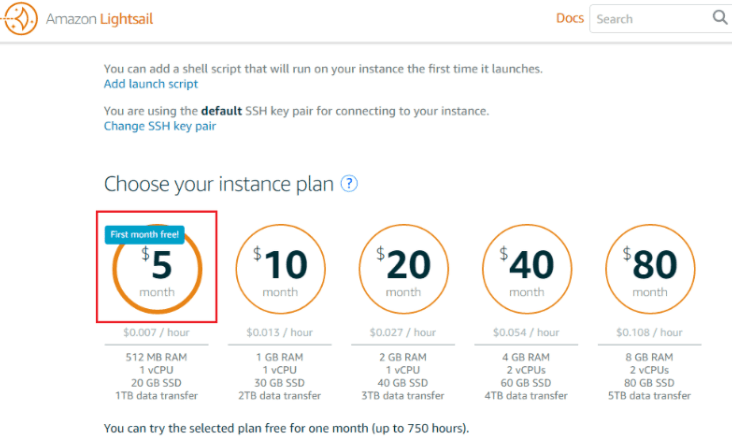 Amazon Lightsail
Docs
Search
You can add a shell script that will run on your instance the first time it launches.
Add launch script
You are using the default SSH key pair for connecting to your instance.
Change SSH key pair
Choose your instance plan ?
First month free!
$5 $10 $20 $40 $80
month month month month month
$0.007 / hour $0.013 / hour $0.027 / hour $0.054 / hour $0.108 / hour
512 MB RAM 1 GB RAM 2 GB RAM 4 GB RAM 8 GB RAM
1 vCPU 1 vCPU 1 vCPU 2 vCPUs 2 vCPUs
20 GB SSD 30 GB SSD 40 GB SSD 60 GB SSD 80 GB SSD
1TB data transfer 2TB data transfer 3TB data transfer 4TB data transfer 5TB data transfer
You can try the selected plan free for one month (up to 750 hours).